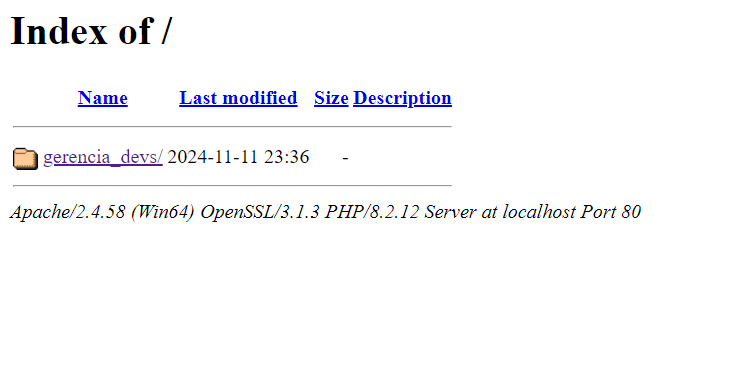 Index of /
Name Last modified Size Description
gerencia_devs/ 2024-11-11 23:36 -
Apache/2.4.58 (Win64) OpenSSL/3.1.3 PHP/8.2.12 Server at localhost Port 80